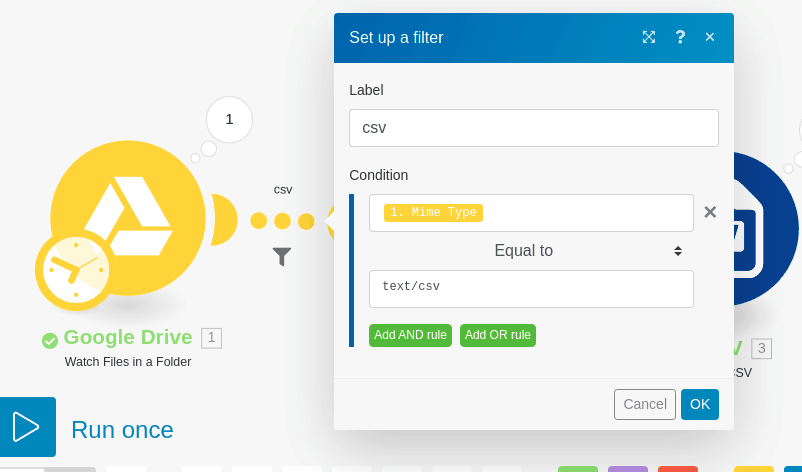 Set up a filter
?
Label
csv
Condition
1. Mime Type
Equal to
text/csv
Add AND rule
Add OR rule
Cancel
OK
1
csv
Google Drive
1
Watch Files in a Folder
V
3
CSV
Run once